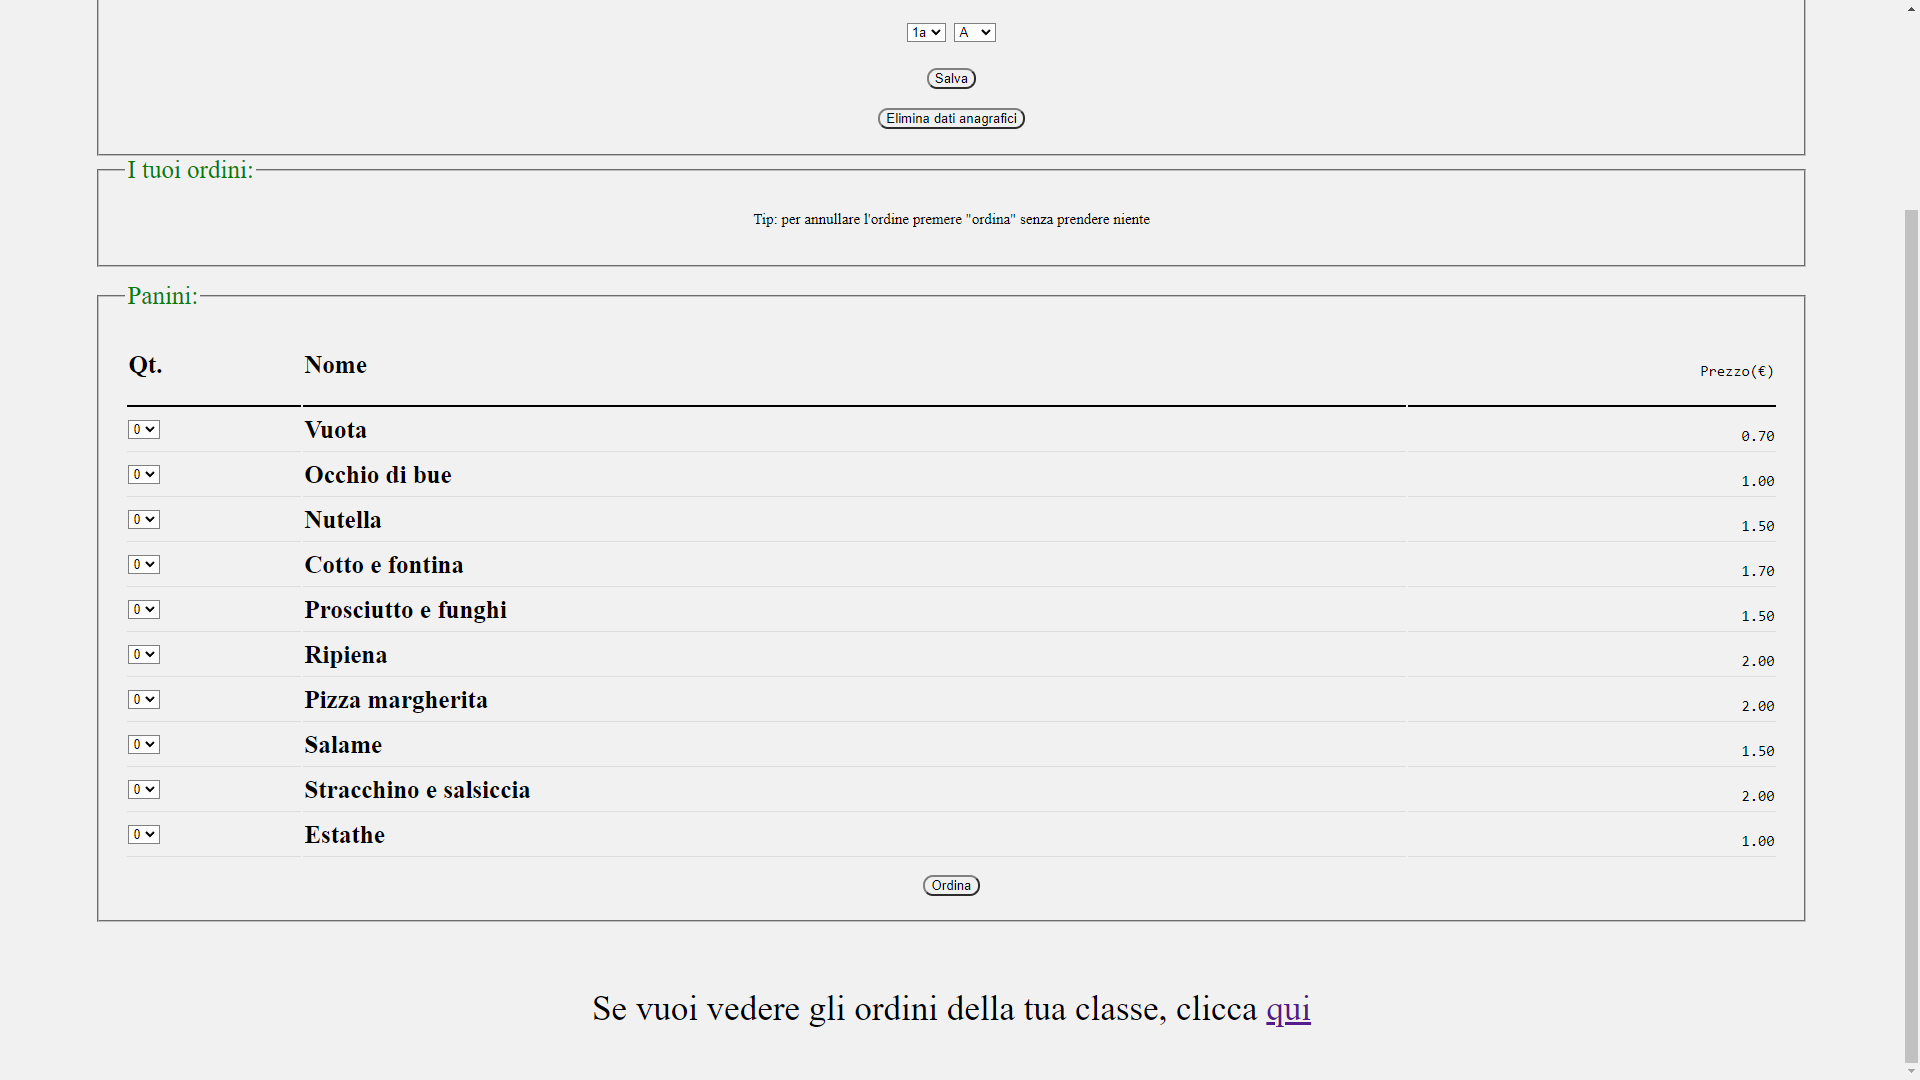 1a A
Salva
Elimina dati anagrafici
I tuoi ordini:
Tip: per annullare l'ordine premere "ordina" senza prendere niente
Panini:
Qt. Nome Prezzo(€)
0 Vuota 0.70
0 Occhio di bue 1.00
0 Nutella 1.50
0 Cotto e fontina 1.70
0 Prosciutto e funghi 1.50
0 Ripiena 2.00
0 Pizza margherita 2.00
0 Salame 1.50
0 Stracchino e salsiccia 2.00
0 Estathe 1.00
Ordina
Se vuoi vedere gli ordini della tua classe, clicca qui